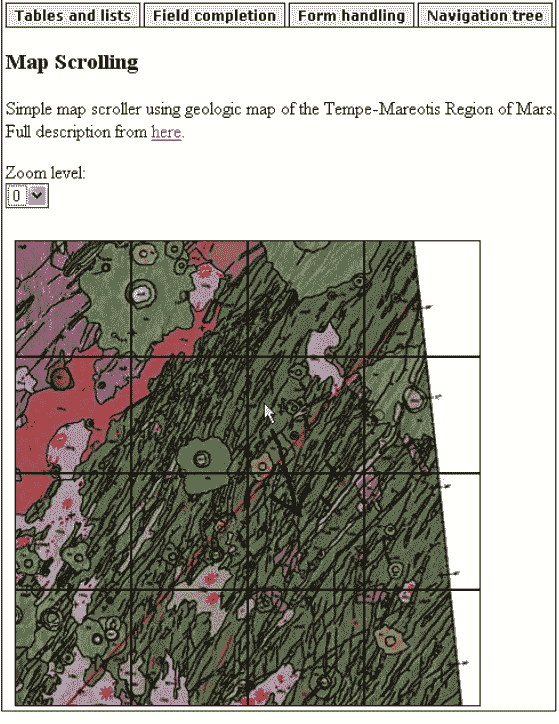 Tables and lists Field completion Form handling Navigation tree
Map Scrolling
Simple map scroller using geologic map of the Tempe-Mareotis Region of Mars.
Full description from here.
Zoom level:
0